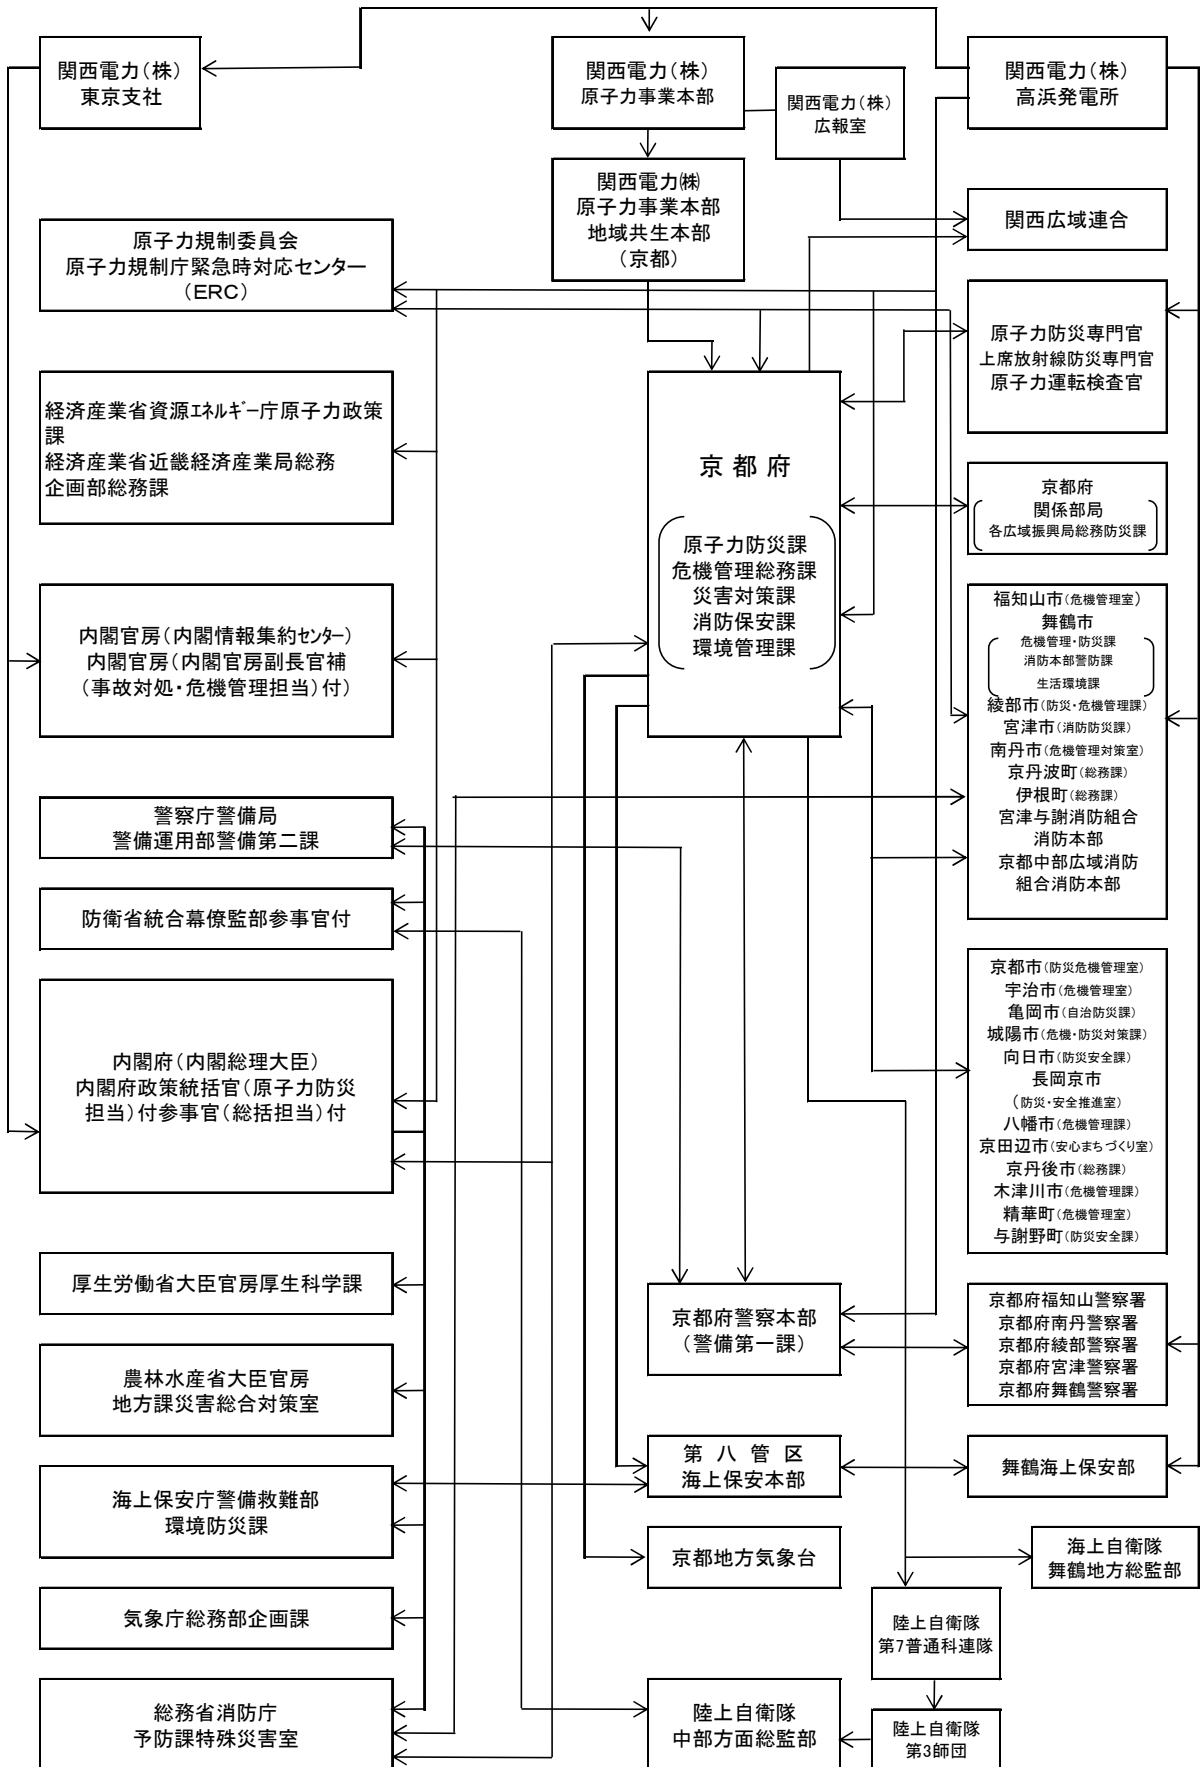 関西電力（株）
東京支社
関西電力（株）
原子力事業本部
関西電力（株）
広報室
関西電力（株）
高浜発電所
関西電力㈱
原子力事業本部
地域共生本部
（京都）
関西広域連合
原子力規制委員会
原子力規制庁緊急時対応センター
（ERC）
原子力防災専門官
上席放射線防災専門官
原子力運転検査官
経済産業省資源ｴﾈﾙｷﾞｰ庁原子力政策
課
経済産業省近畿経済産業局総務
企画部総務課
京都府
原子力防災課
危機管理総務課
災害対策課
消防保安課
環境管理課
京都府
関係部局
各広域振興局総務防災課
内閣官房（内閣情報集約ｾﾝﾀｰ）
内閣官房（内閣官房副長官補
（事故対処・危機管理担当）付）
福知山市（危機管理室）
舞鶴市
危機管理・防災課
消防本部警防課
生活環境課
綾部市（防災・危機管理課）
宮津市（消防防災課）
南丹市（危機管理対策室）
京丹波町（総務課）
伊根町（総務課）
宮津与謝消防組合
消防本部
京都中部広域消防
組合消防本部
警察庁警備局
警備運用部警備第二課
防衛省統合幕僚監部参事官付
内閣府（内閣総理大臣）
内閣府政策統括官（原子力防災
担当）付参事官（総括担当）付
京都市（防災危機管理室）
宇治市（危機管理室）
亀岡市（自治防災課）
城陽市（危機・防災対策課）
向日市（防災安全課）
長岡京市
（防災・安全推進室）
八幡市（危機管理課）
京田辺市（安心まちづくり室）
京丹後市（総務課）
木津川市（危機管理課）
精華町（危機管理室）
与謝野町（防災安全課）
厚生労働省大臣官房厚生科学課
京都府警察本部
（警備第一課）
京都府福知山警察署
京都府南丹警察署
京都府綾部警察署
京都府宮津警察署
京都府舞鶴警察署
農林水産省大臣官房
地方課災害総合対策室
第八管区
海上保安本部
舞鶴海上保安部
海上保安庁警備救難部
環境防災課
京都地方気象台
海上自衛隊
舞鶴地方総監部
気象庁総務部企画課
陸上自衛隊
第7普通科連隊
総務省消防庁
予防課特殊災害室
陸上自衛隊
中部方面総監部
陸上自衛隊
第3師団